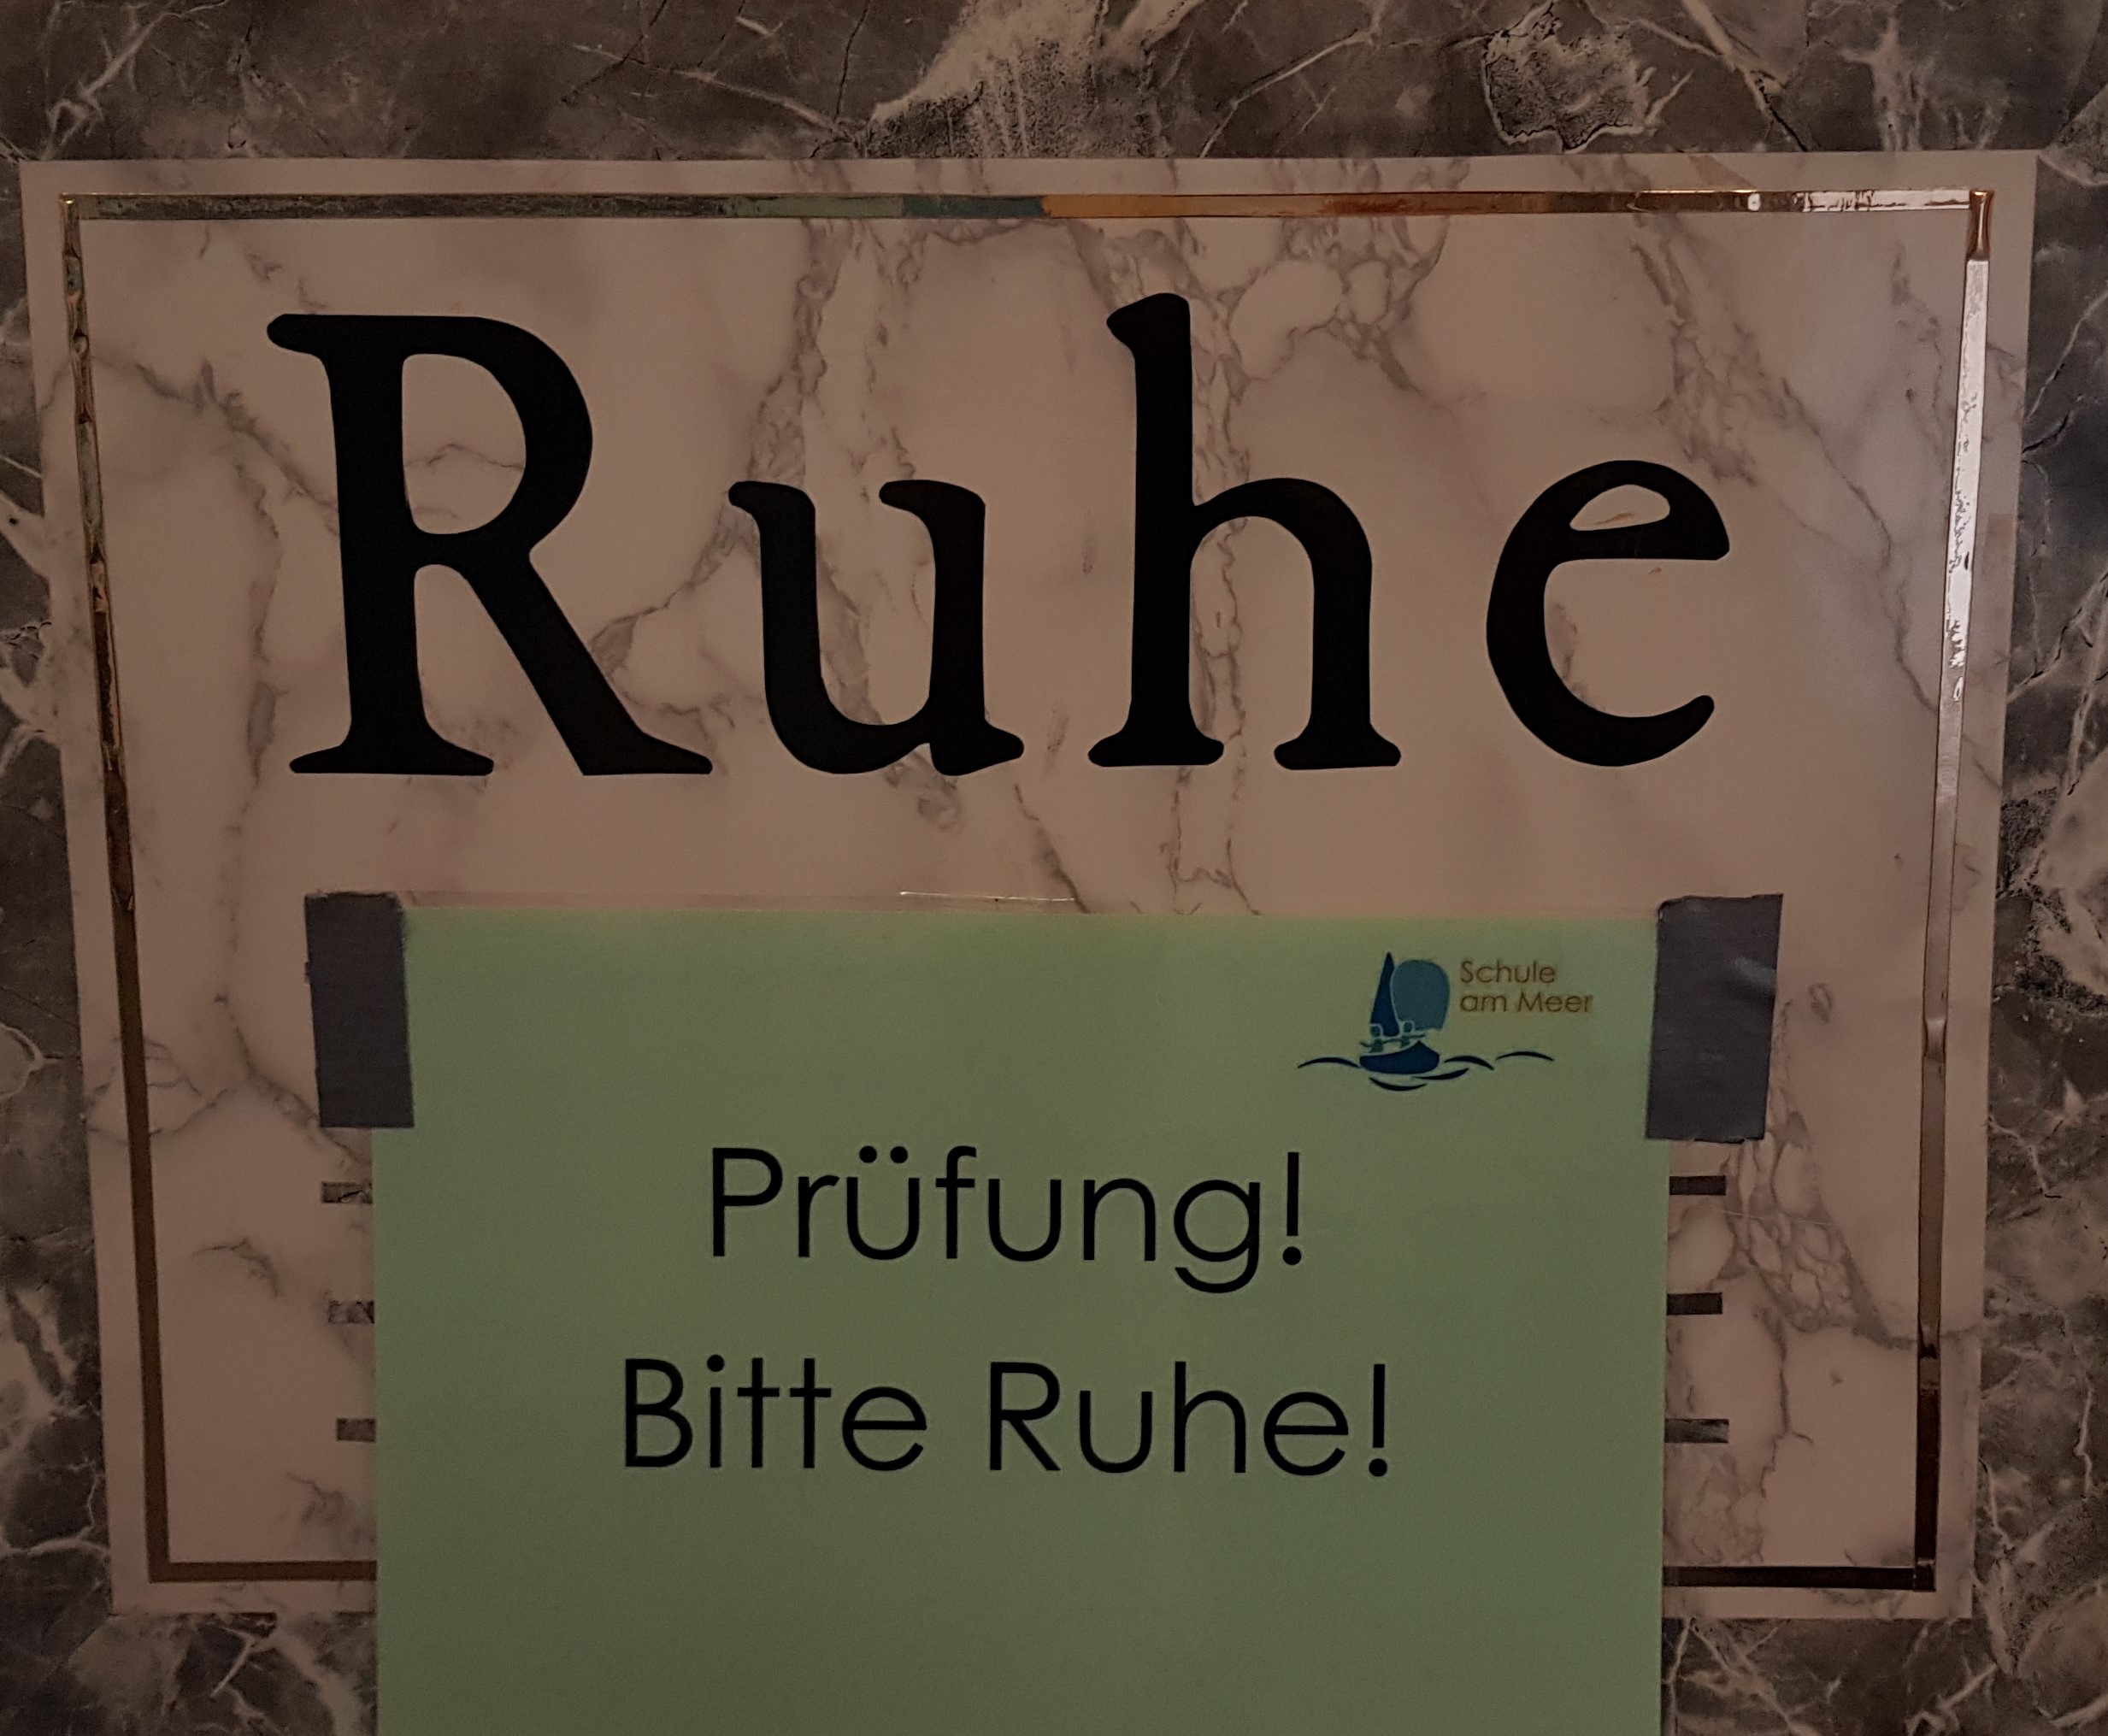 Ruhe
Schule
am Meer
Prüfung!
Bitte Ruhe!